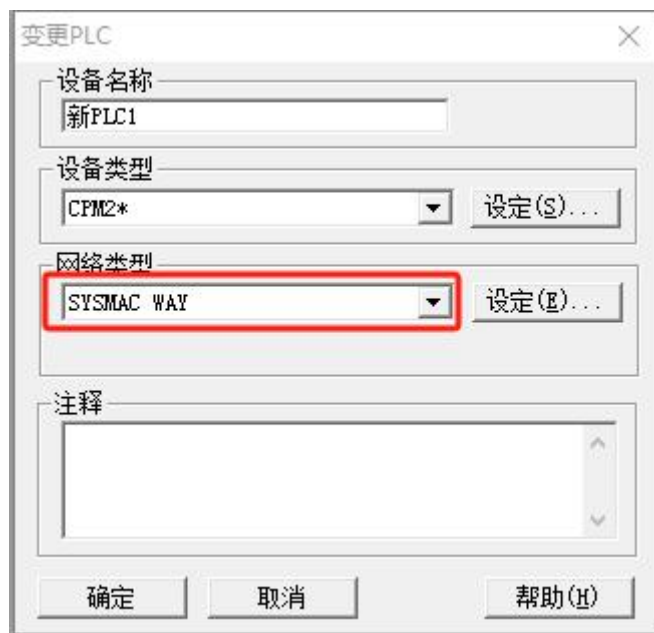 变更PLC
设备名称
新PLC1
设备类型
CPM2*
设定(S)...
网络类型
SYSMAC WAY
设定(E)...
注释
确定
取消
帮助(H)